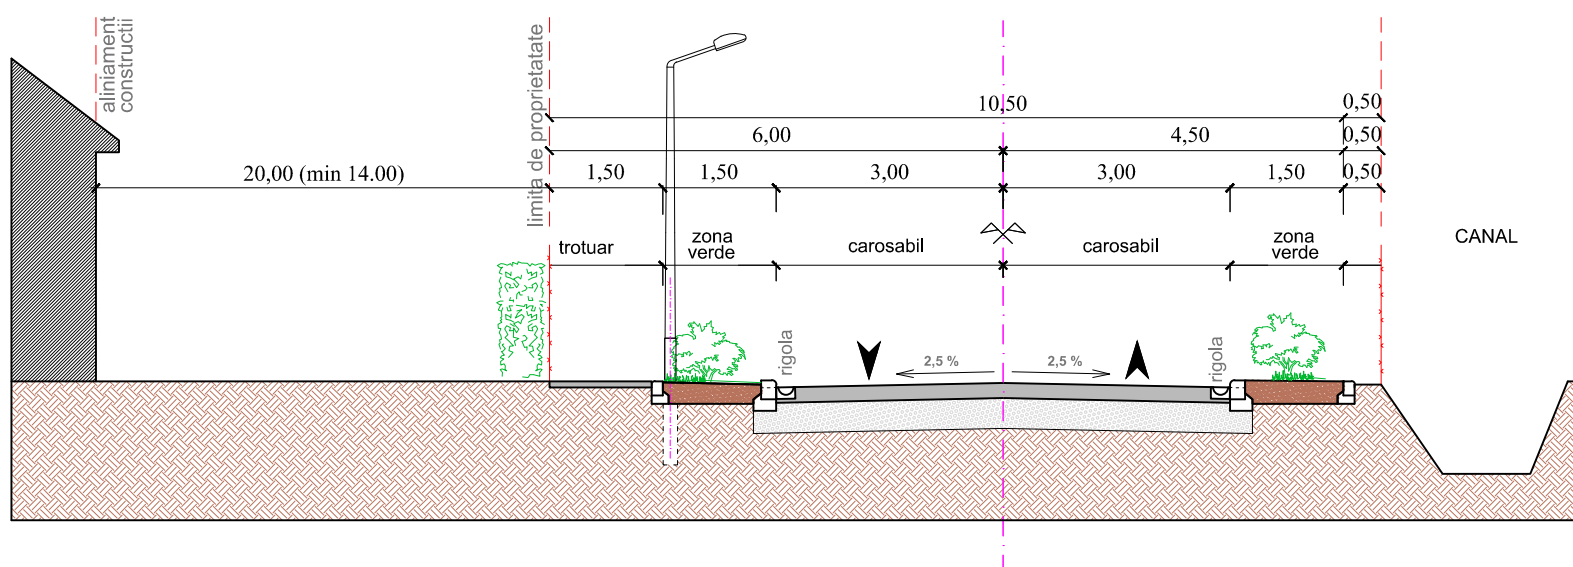 aliniament
constructii
limita de proprietatate
10,50
0,50
6,00
4,50
0,50
20,00 (min 14.00)
1,50
1,50
3,00
3,00
1,50
0,50
trotuar
zona
verde
carosabil
carosabil
zona
verde
CANAL
rigola
2,5 %
2,5 %
rigola